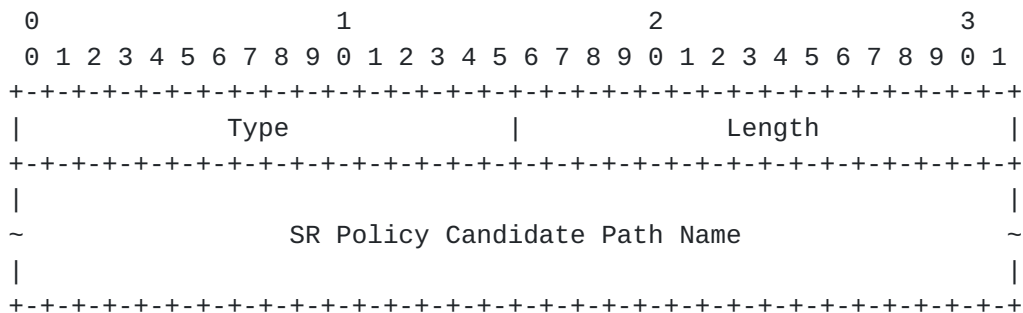 0                   1                   2                   3
 0 1 2 3 4 5 6 7 8 9 0 1 2 3 4 5 6 7 8 9 0 1 2 3 4 5 6 7 8 9 0 1
+-+-+-+-+-+-+-+-+-+-+-+-+-+-+-+-+-+-+-+-+-+-+-+-+-+-+-+-+-+-+-+-+
|             Type              |             Length            |
+-+-+-+-+-+-+-+-+-+-+-+-+-+-+-+-+-+-+-+-+-+-+-+-+-+-+-+-+-+-+-+-+
|                                                               |
~                 SR Policy Candidate Path Name                 ~
|                                                               |
+-+-+-+-+-+-+-+-+-+-+-+-+-+-+-+-+-+-+-+-+-+-+-+-+-+-+-+-+-+-+-+-+